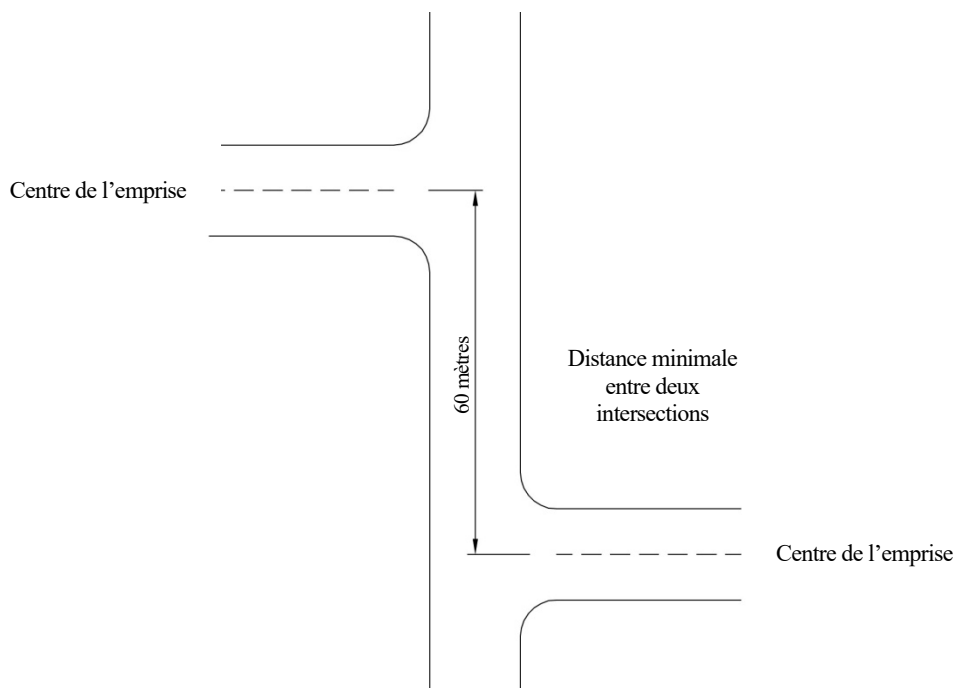 Centre de l’emprise
60 mètres
Distance minimale
entre deux
intersections
Centre de l’emprise